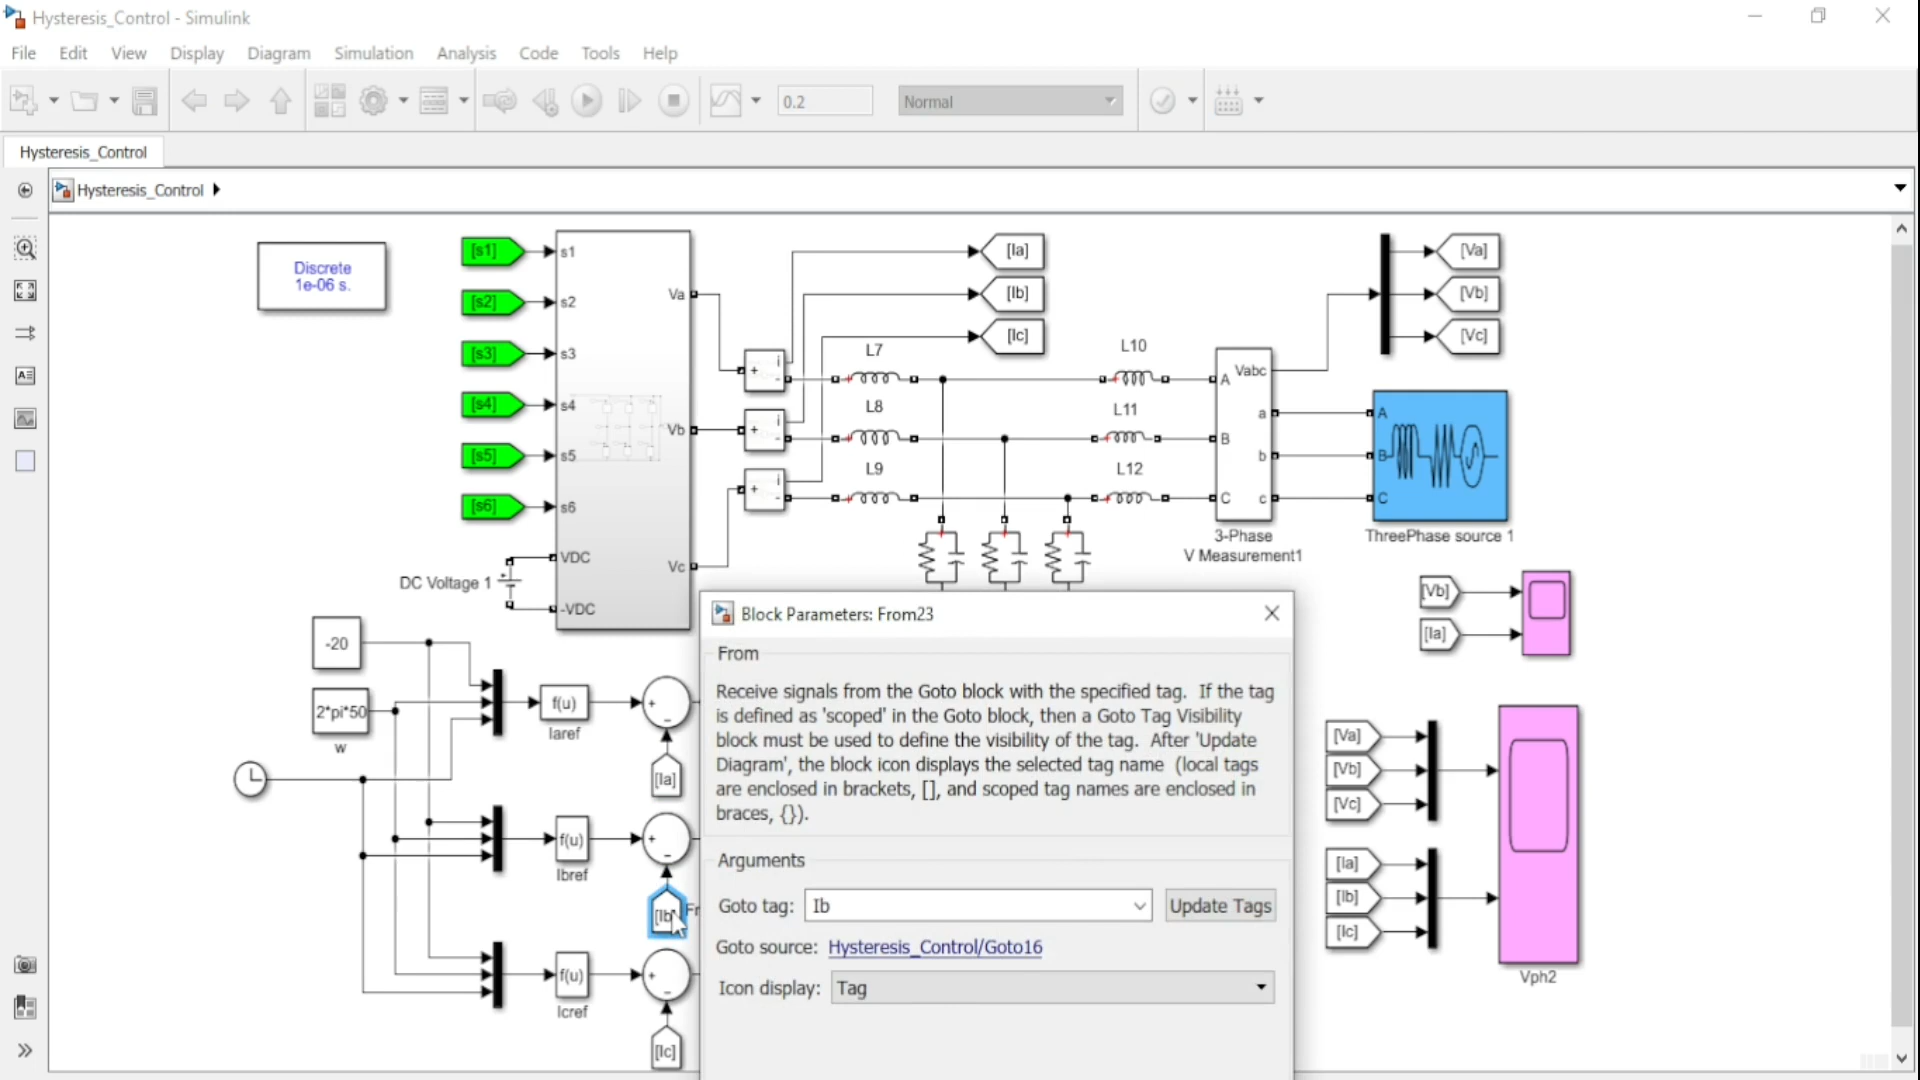 Hysteresis_Control - Simulink
File Edit View Display Diagram Simulation Analysis Code Tools Help
0.2 Normal
Hysteresis_Control
Hysteresis_Control
Discrete
1e-06 s.
[s1] s1
[s2] s2
[s3] s3
[s4] s4
[s5] s5
[s6] s6
VDC
-VDC
DC Voltage 1
Va
Vb
Vc
+ i -
+ i -
+ i -
[Ia]
[Ib]
[Ic]
L7
L8
L9
L10
L11
L12
A Vabc
a
B
b
C c
3-Phase
V Measurement1
[Va]
[Vb]
[Vc]
A
B
C
ThreePhase source 1
[Vb]
[Ia]
-20
2*pi*50
w
f(u)
Iaref
[Ia]
f(u)
Ibref
[Ib]
Fr
f(u)
Icref
[Ic]
Block Parameters: From23
From
Receive signals from the Goto block with the specified tag. If the tag
is defined as 'scoped' in the Goto block, then a Goto Tag Visibility
block must be used to define the visibility of the tag. After 'Update
Diagram', the block icon displays the selected tag name (local tags
are enclosed in brackets, [], and scoped tag names are enclosed in
braces, {}).
Arguments
Goto tag: Ib Update Tags
Goto source: Hysteresis_Control/Goto16
Icon display: Tag
[Va]
[Vb]
[Vc]
[Ia]
[Ib]
[Ic]
Vph2